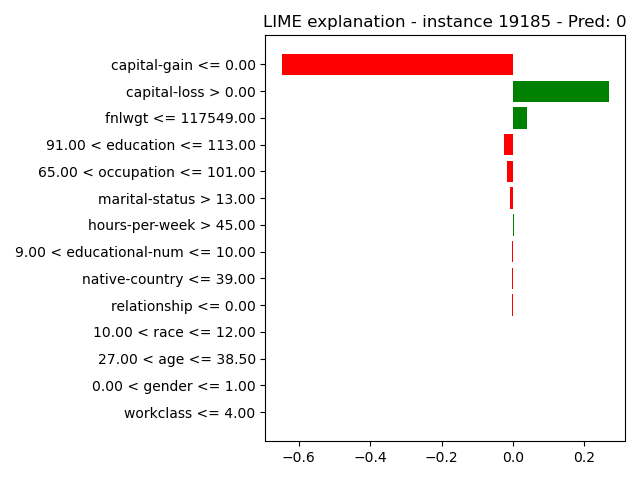 LIME explanation - instance 19185 - Pred: 0
capital-gain <= 0.00
capital-loss > 0.00
fnlwgt <= 117549.00
91.00 < education <= 113.00
65.00 < occupation <= 101.00
marital-status > 13.00
hours-per-week > 45.00
9.00 < educational-num <= 10.00
native-country <= 39.00
relationship <= 0.00
10.00 < race <= 12.00
27.00 < age <= 38.50
0.00 < gender <= 1.00
workclass <= 4.00
−0.6 −0.4 −0.2 0.0 0.2